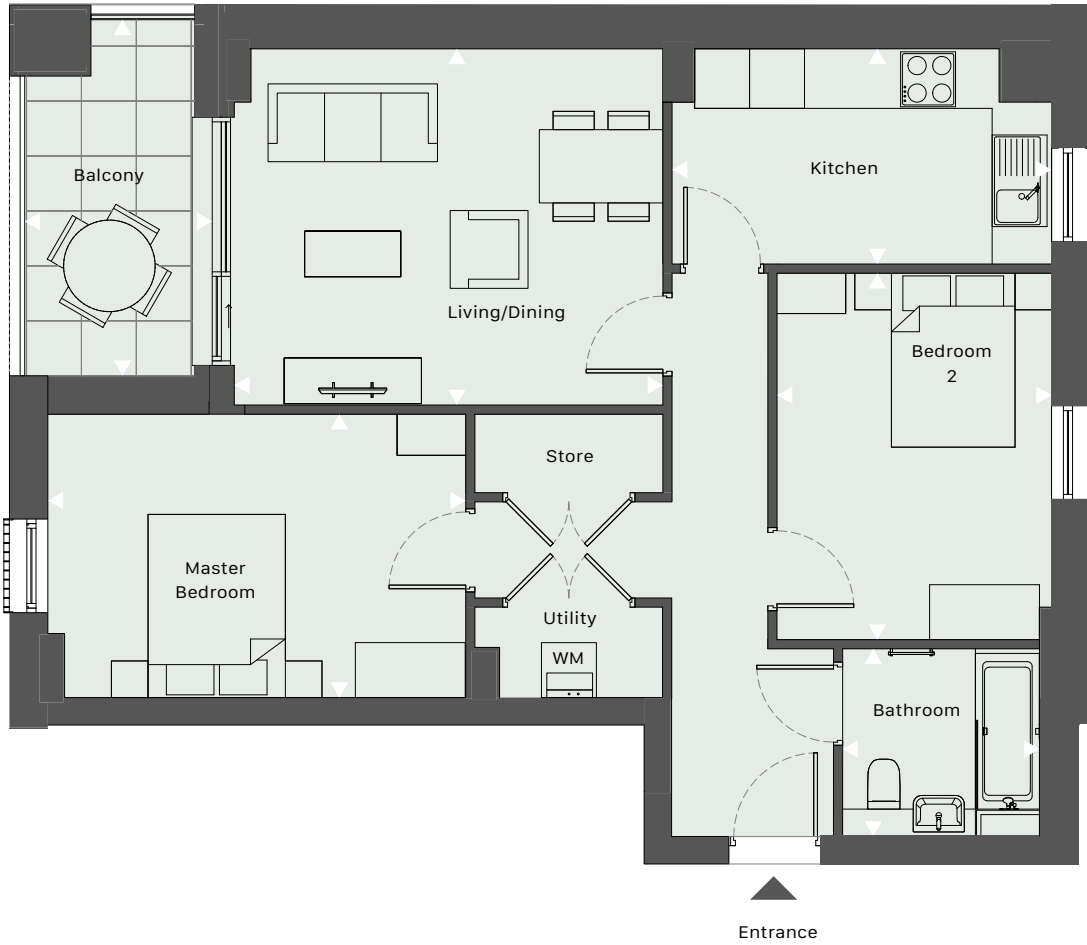 Balcony
Kitchen
Living/Dining
Bedroom
2
Store
Master
Bedroom
Utility
WM
Bathroom
Entrance